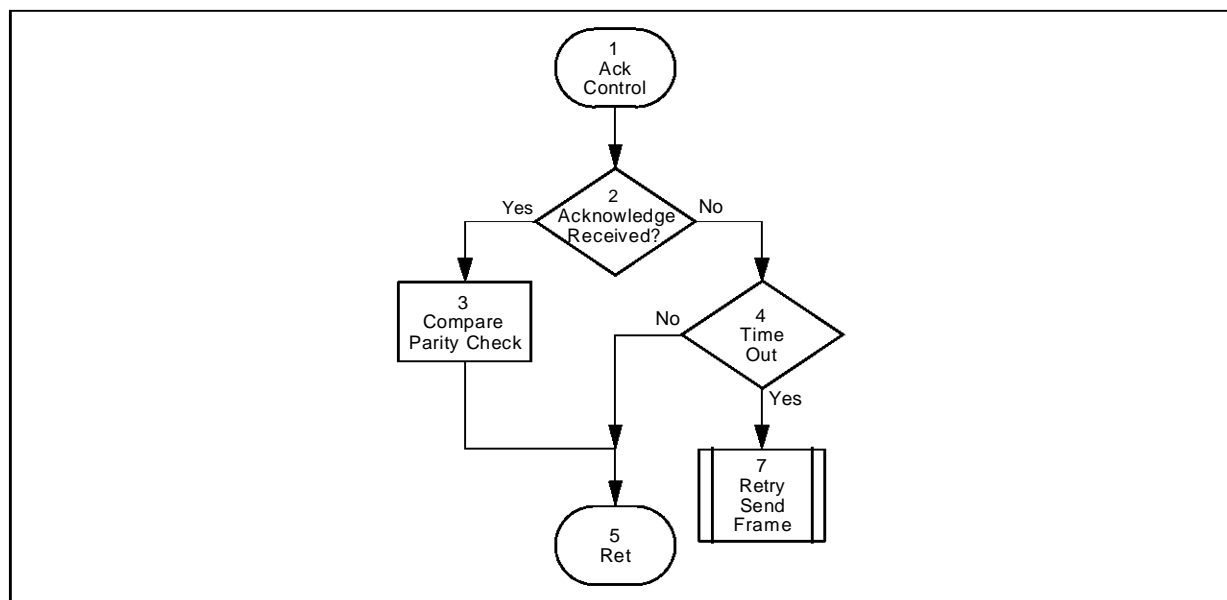 1
Ack
Control
2
Acknowledge
Received?
Yes
No
3
Compare
Parity Check
4
Time
Out
No
Yes
7
Retry
Send
Frame
5
Ret